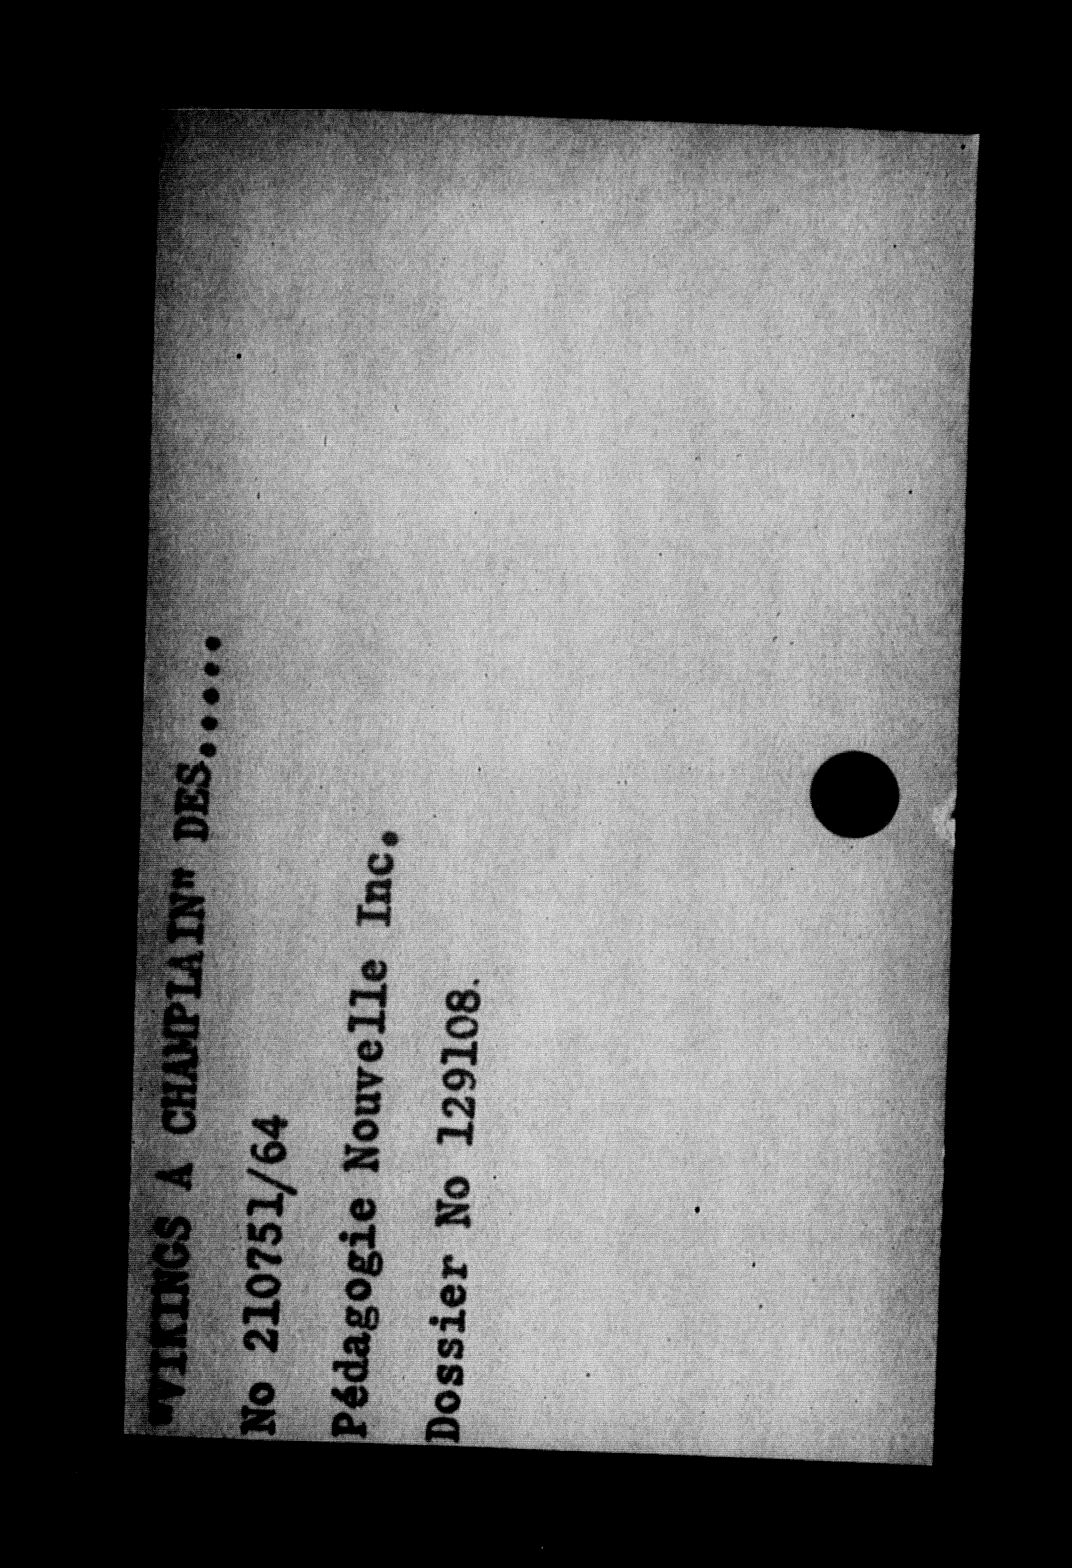 "VIKINGS A CHAMPLAIN" DES.....
No 210751/64
Pédagogie Nouvelle Inc.
Dossier No 129108.